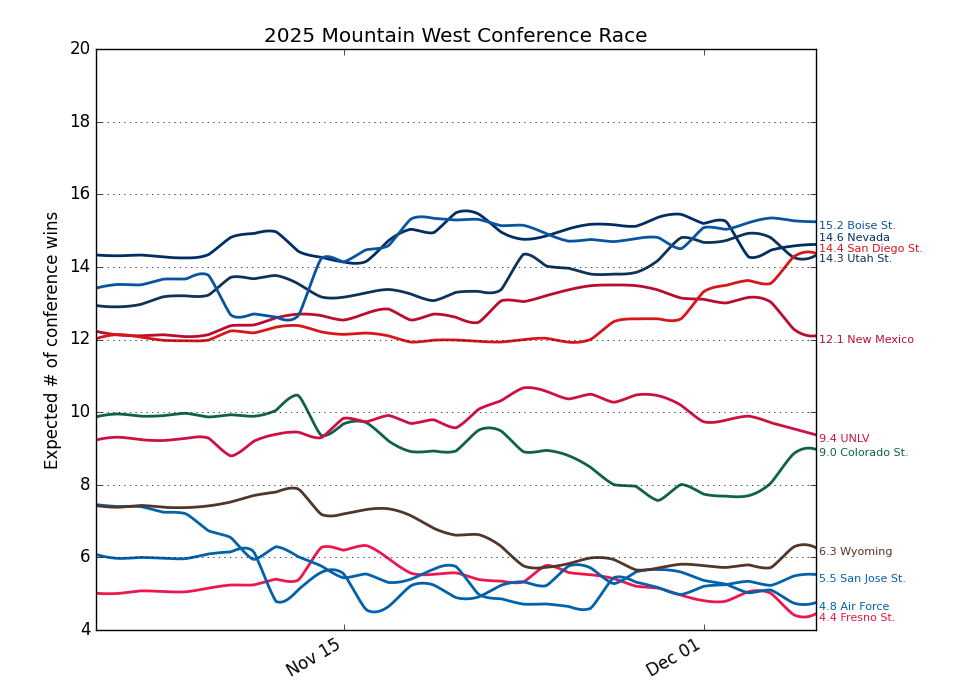 2025 Mountain West Conference Race
Expected # of conference wins
20
18
16
14
12
10
8
6
4
Nov 15
Dec 01
15.2 Boise St.
14.6 Nevada
14.4 San Diego St.
14.3 Utah St.
12.1 New Mexico
9.4 UNLV
9.0 Colorado St.
6.3 Wyoming
5.5 San Jose St.
4.8 Air Force
4.4 Fresno St.